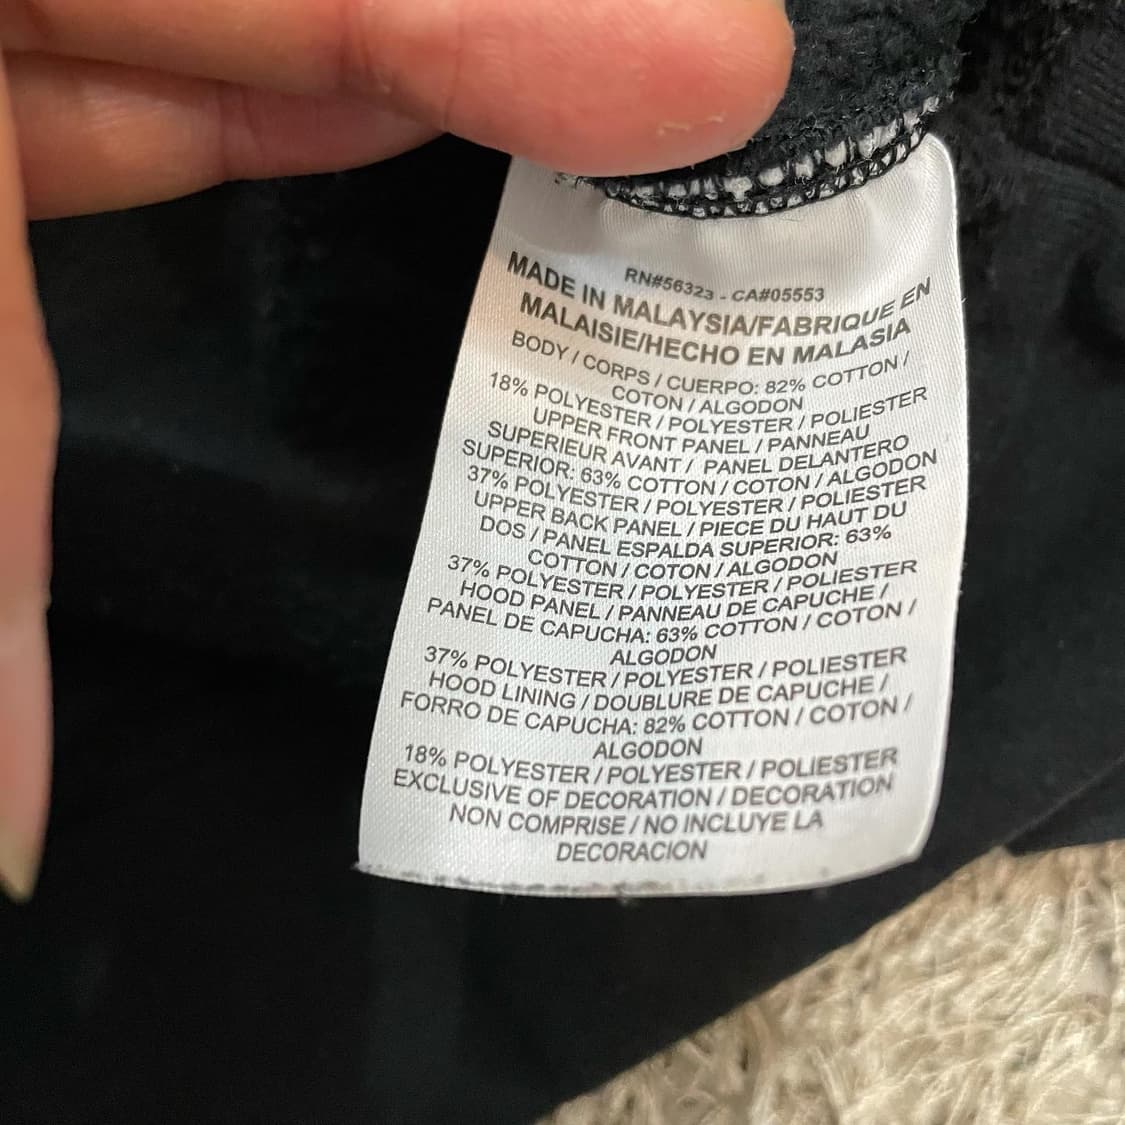 RN#56323 - CA#05553
MADE IN MALAYSIA/FABRIQUE EN
MALAISIE/HECHO EN MALASIA
BODY / CORPS / CUERPO: 82% COTTON /
COTON / ALGODON
18% POLYESTER / POLYESTER / POLIESTER
UPPER FRONT PANEL / PANNEAU
SUPERIEUR AVANT / PANEL DELANTERO
SUPERIOR: 63% COTTON / COTON / ALGODON
37% POLYESTER / POLYESTER / POLIESTER
UPPER BACK PANEL / PIECE DU HAUT DU
DOS / PANEL ESPALDA SUPERIOR: 63%
COTTON / COTON / ALGODON
37% POLYESTER / POLYESTER / POLIESTER
HOOD PANEL / PANNEAU DE CAPUCHE /
PANEL DE CAPUCHA: 63% COTTON / COTON /
ALGODON
37% POLYESTER / POLYESTER / POLIESTER
HOOD LINING / DOUBLURE DE CAPUCHE /
FORRO DE CAPUCHA: 82% COTTON / COTON /
ALGODON
18% POLYESTER / POLYESTER / POLIESTER
EXCLUSIVE OF DECORATION / DECORATION
NON COMPRISE / NO INCLUYE LA
DECORACION